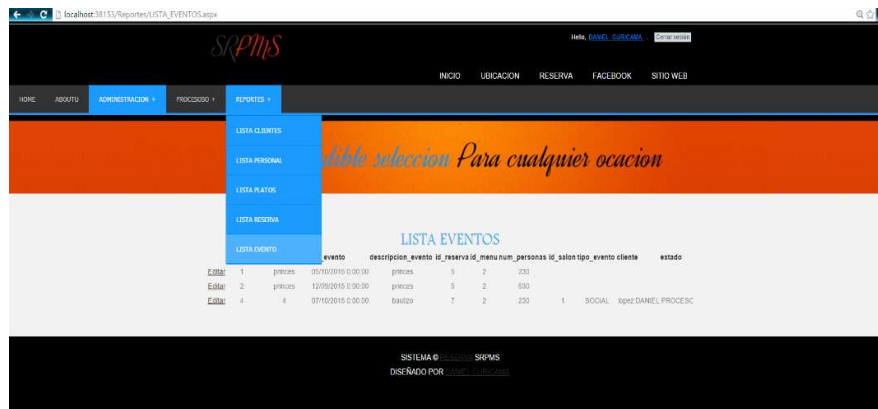 localhost:38153/Reportes/LISTA_EVENTOS.aspx
SRPMS
Hello, DANIEL CURICAMA
Cerrar sesión
INICIO UBICACION RESERVA FACEBOOK SITIO WEB
HOME ABOUTU ADMINISTRACION + PROCESOSO + REPORTES +
LISTA CLIENTES
LISTA PERSONAL
LISTA PLATOS
LISTA RESERVA
LISTA EVENTO
dible seleccion Para cualquier ocacion
LISTA EVENTOS
_evento descripcion_evento id_reserva id_menu num_personas id_salon tipo_evento cliente estado
Editar 1 princes 05/10/2015 0:00:00 princes 5 2 230
Editar 2 princes 12/09/2015 0:00:00 princes 5 2 630
Editar 4 4 07/10/2015 0:00:00 bautizo 7 2 230 1 SOCIAL lopez DANIEL PROCESO
SISTEMA © RESERVA SRPMS
DISEÑADO POR DANIEL CURICAMA